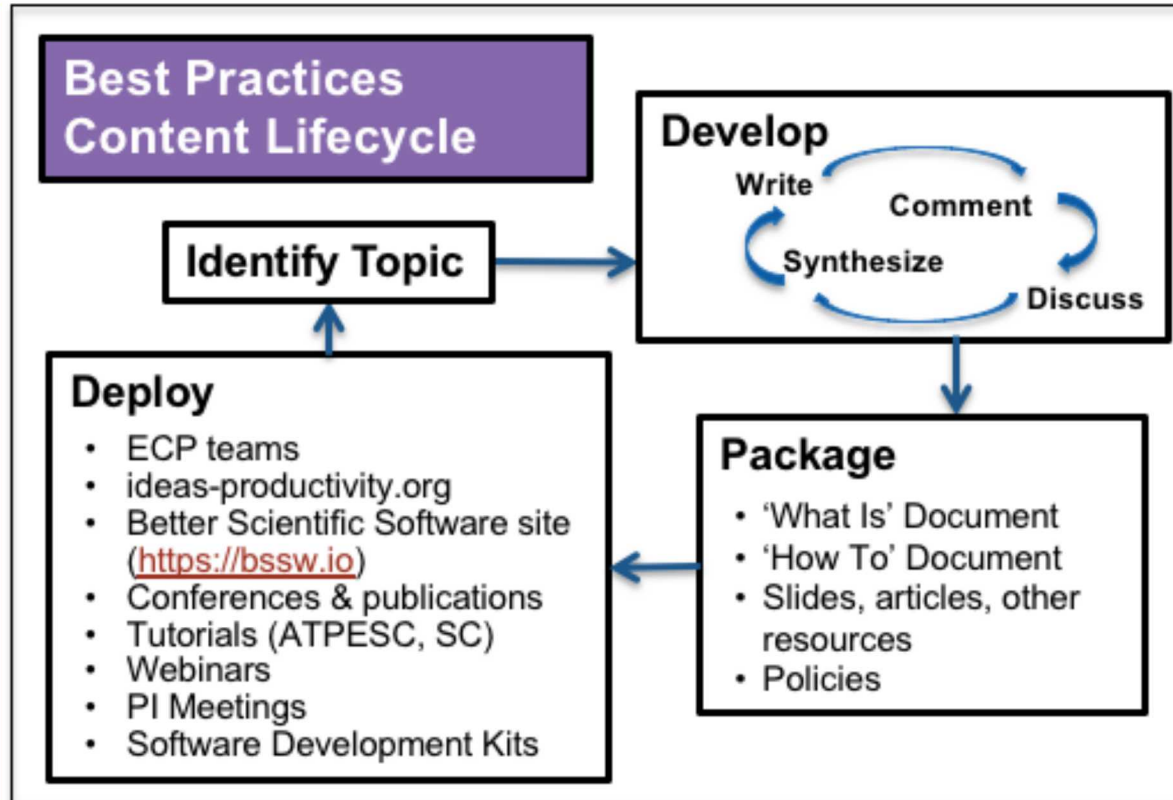 Best Practices
Content Lifecycle
Identify Topic
Develop
Write
Comment
Synthesize
Discuss
Package
• ‘What Is’ Document
• ‘How To’ Document
• Slides, articles, other
resources
• Policies
Deploy
• ECP teams
• ideas-productivity.org
• Better Scientific Software site
(https://bssw.io)
• Conferences & publications
• Tutorials (ATPESC, SC)
• Webinars
• PI Meetings
• Software Development Kits